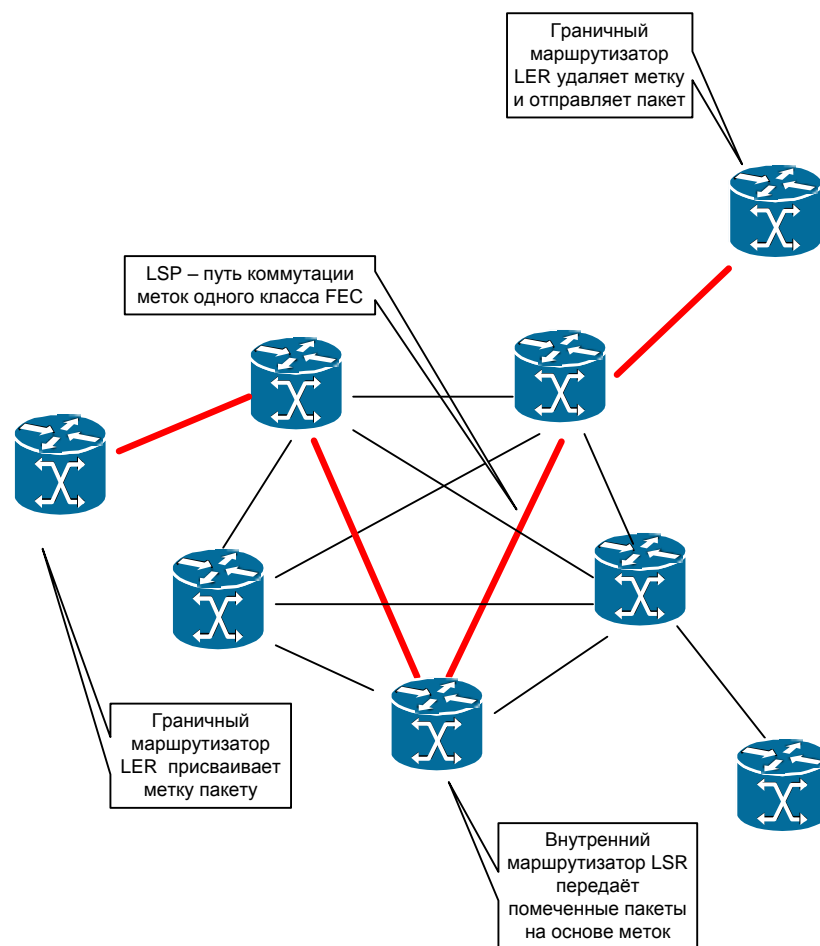 Граничный
маршрутизатор
LER удаляет метку
и отправляет пакет
LSP – путь коммутации
меток одного класса FEC
Граничный
маршрутизатор
LER присваивает
метку пакету
Внутренний
маршрутизатор LSR
передаёт
помеченные пакеты
на основе меток